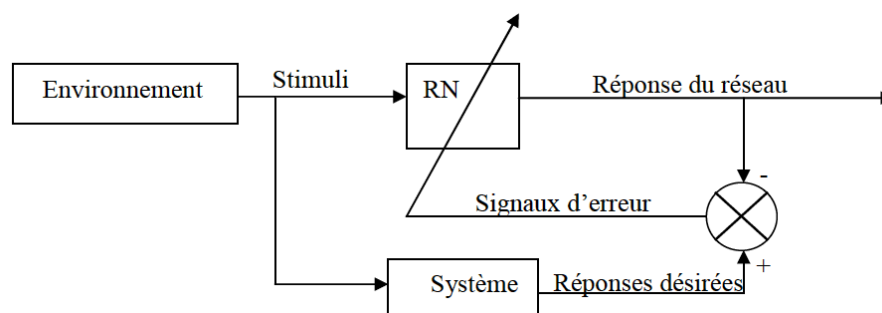 Environnement
Stimuli
RN
Réponse du réseau
-
Signaux d’erreur
+
Système
Réponses désirées